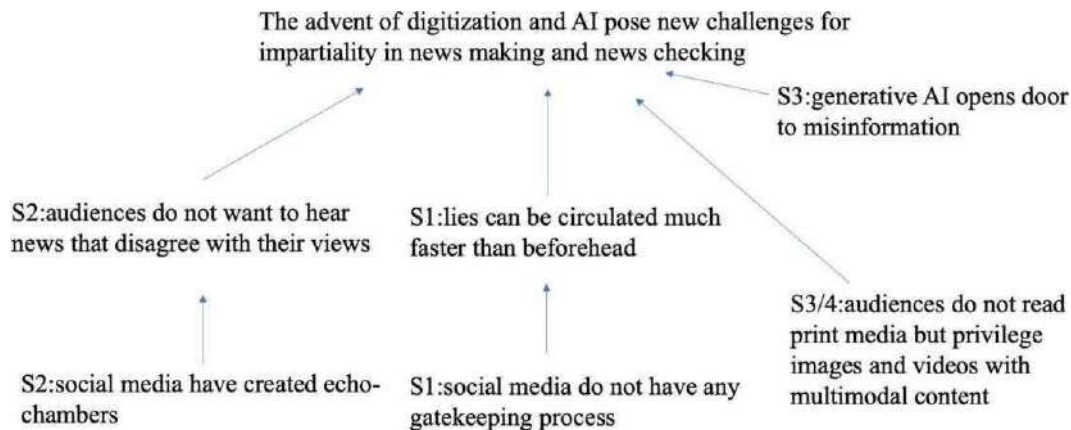 The advent of digitization and AI pose new challenges for
impartiality in news making and news checking
S3:generative AI opens door
to misinformation
S2:audiences do not want to hear
news that disagree with their views
S1:lies can be circulated much
faster than beforehead
S3/4:audiences do not read
print media but privilege
images and videos with
multimodal content
S2:social media have created echo-
chambers
S1:social media do not have any
gatekeeping process